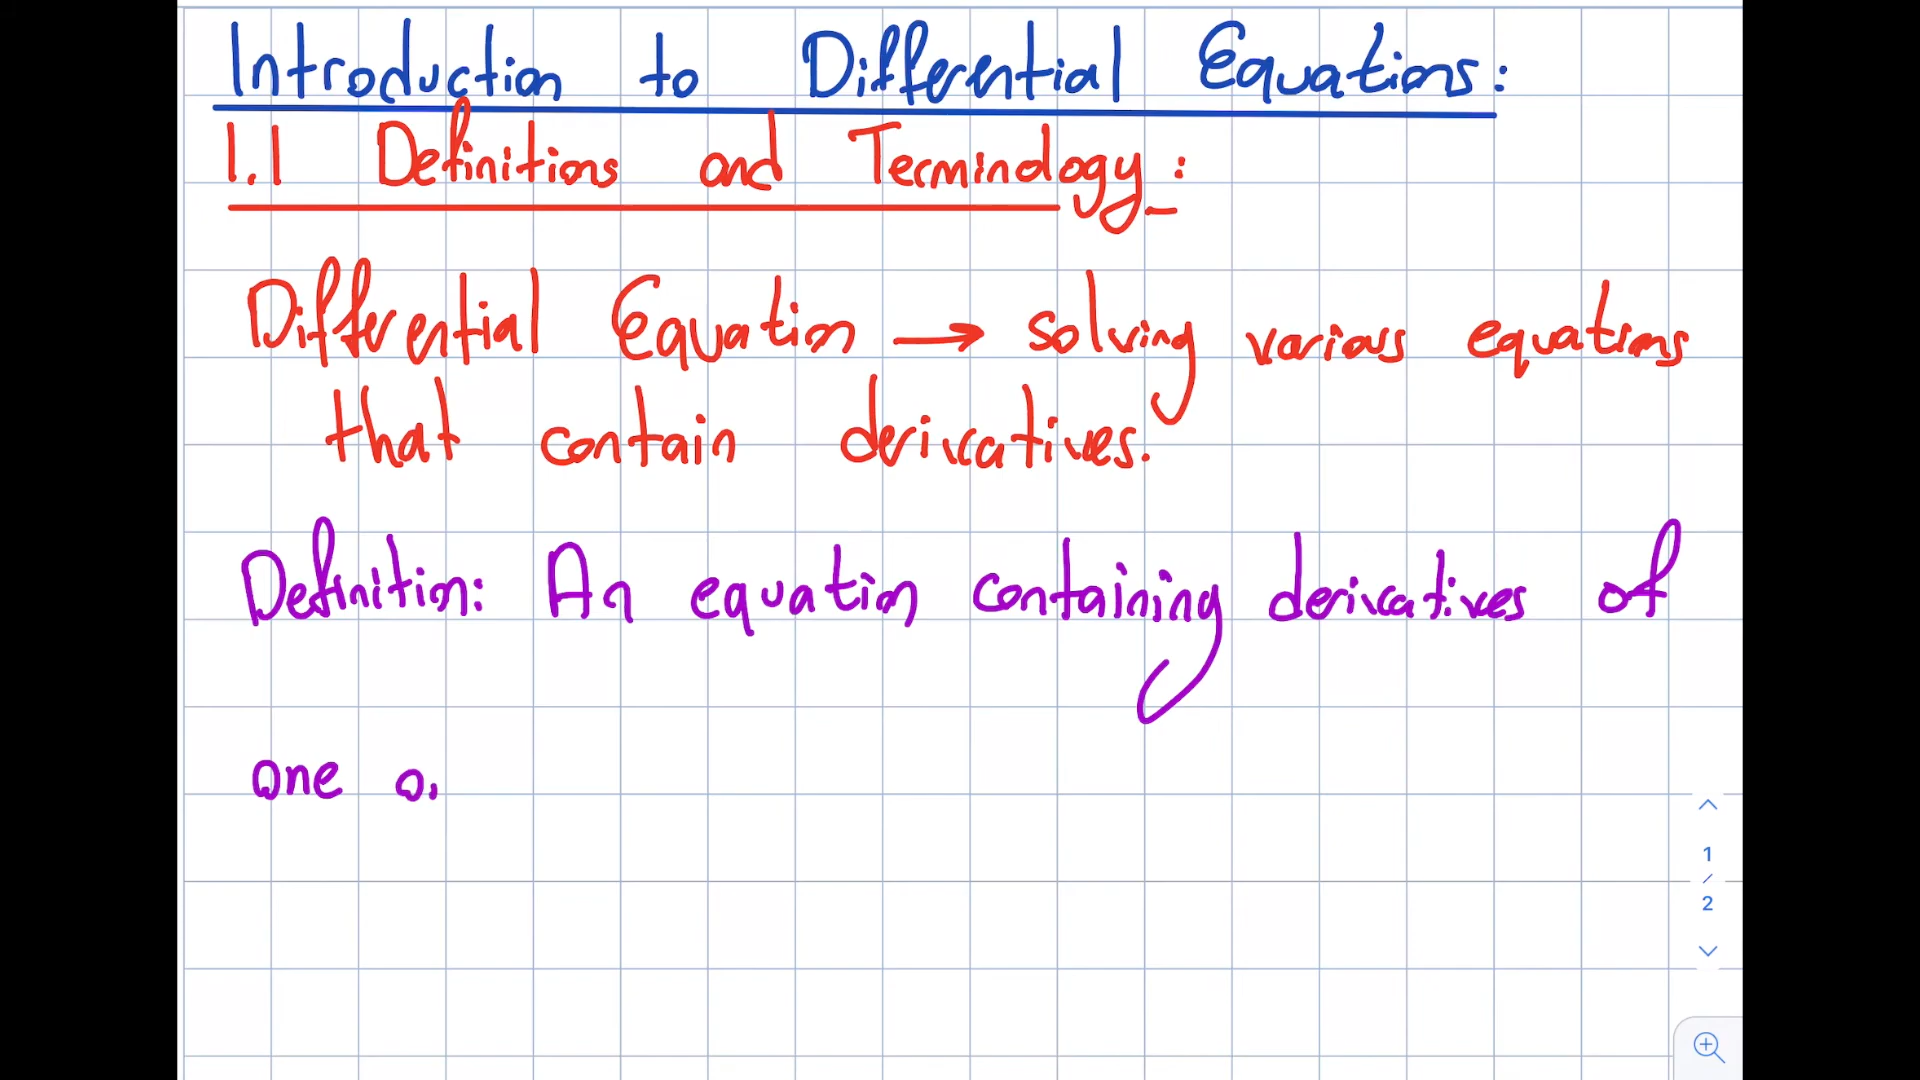 Introduction to Differential Equations:
1.1 Definitions and Terminology:
Differential Equation → solving various equations
that contain derivatives.
Definition: An equation containing derivatives of
one o
1
/
2